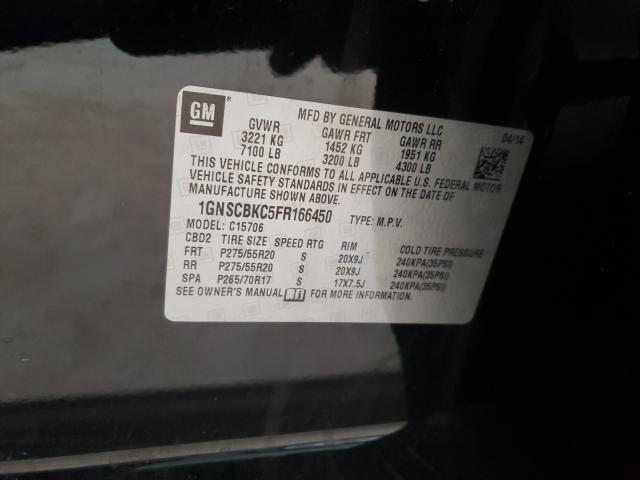 GM ®
MFD BY GENERAL MOTORS LLC 04/14
GVWR GAWR FRT GAWR RR
3221 KG 1452 KG 1951 KG
7100 LB 3200 LB 4300 LB
THIS VEHICLE CONFORMS TO ALL APPLICABLE U.S. FEDERAL MOTOR
VEHICLE SAFETY STANDARDS IN EFFECT ON THE DATE OF
MANUFACTURE SHOWN ABOVE.
1GNSCBKC5FR166450 TYPE: M.P.V.
MODEL: C15706
CBD2 TIRE SIZE SPEED RTG RIM COLD TIRE PRESSURE
FRT P275/55R20 S 20X9J 240KPA(35PSI)
RR P275/55R20 S 20X9J 240KPA(35PSI)
SPA P265/70R17 S 17X7.5J 240KPA(35PSI)
SEE OWNER'S MANUAL FOR MORE INFORMATION.